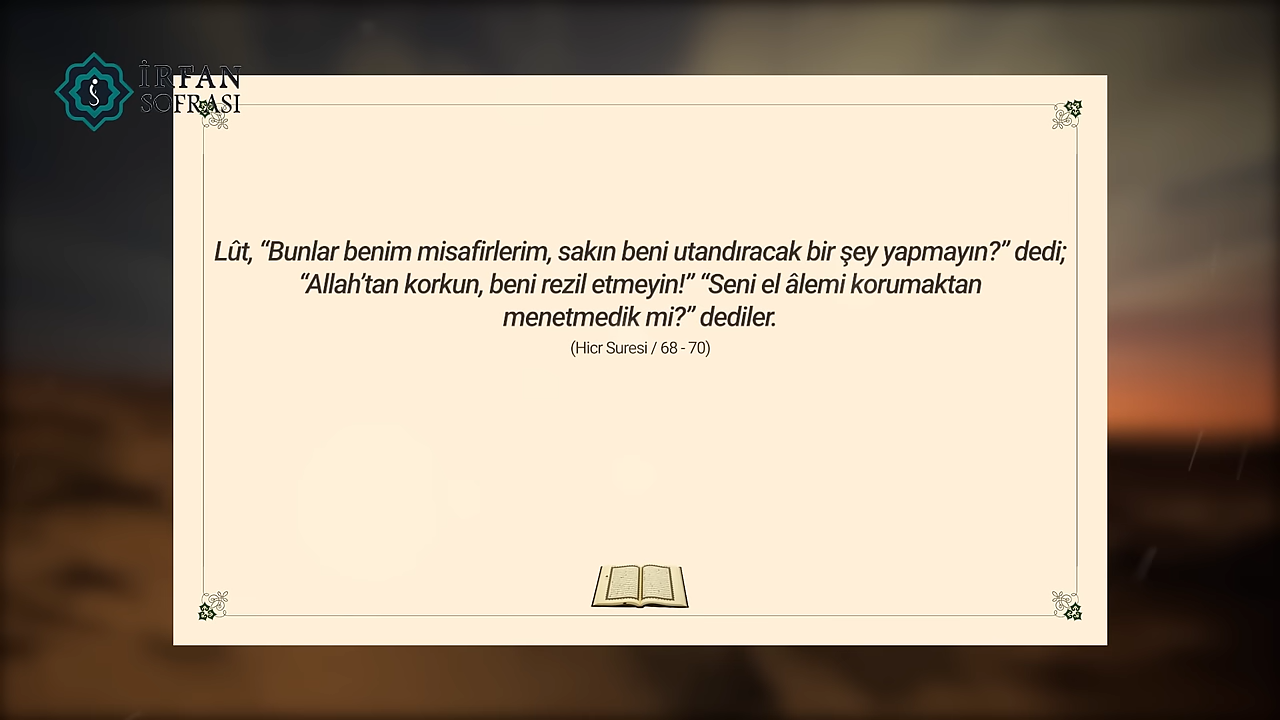 İRFAN
SOFRASI
Lût, “Bunlar benim misafirlerim, sakın beni utandıracak bir şey yapmayın?” dedi;
“Allah’tan korkun, beni rezil etmeyin!” “Seni el âlemi korumaktan
menetmedik mi?” dediler.
(Hicr Suresi / 68 - 70)